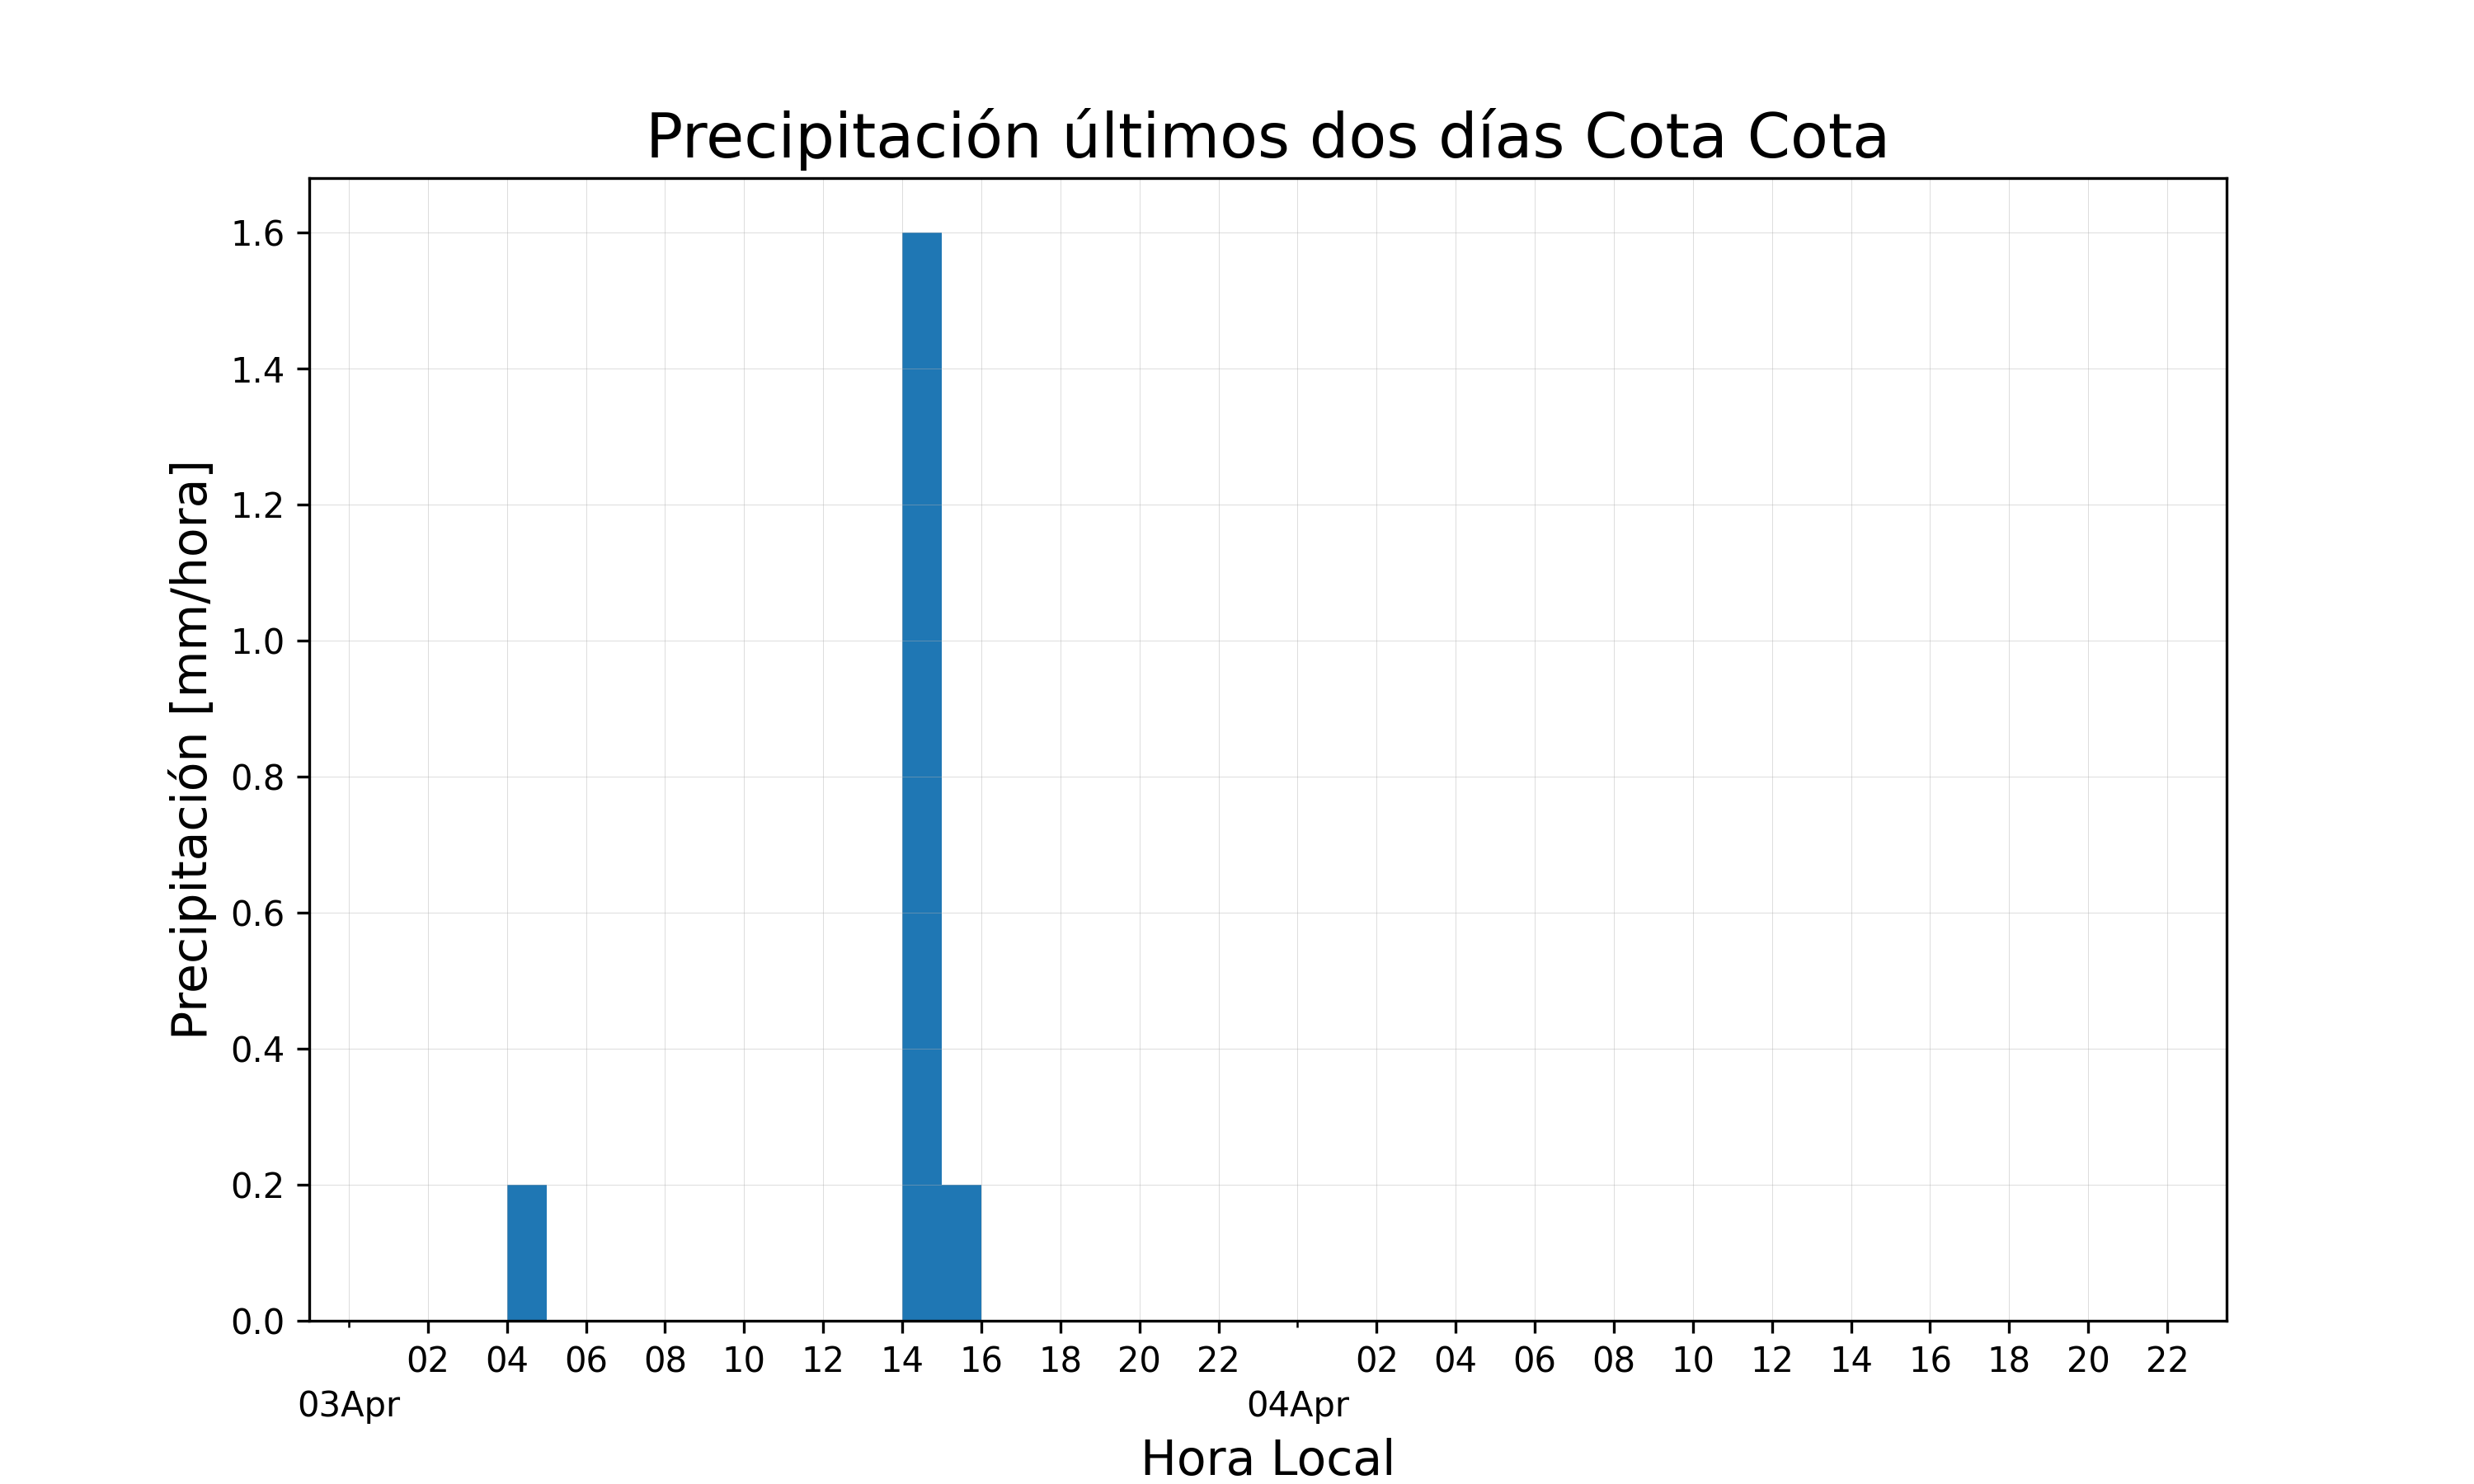 Precipitación últimos dos días Cota Cota
Precipitación [mm/hora]
1.6
1.4
1.2
1.0
0.8
0.6
0.4
0.2
0.0
02 04 06 08 10 12 14 16 18 20 22 02 04 06 08 10 12 14 16 18 20 22
03Apr 04Apr
Hora Local